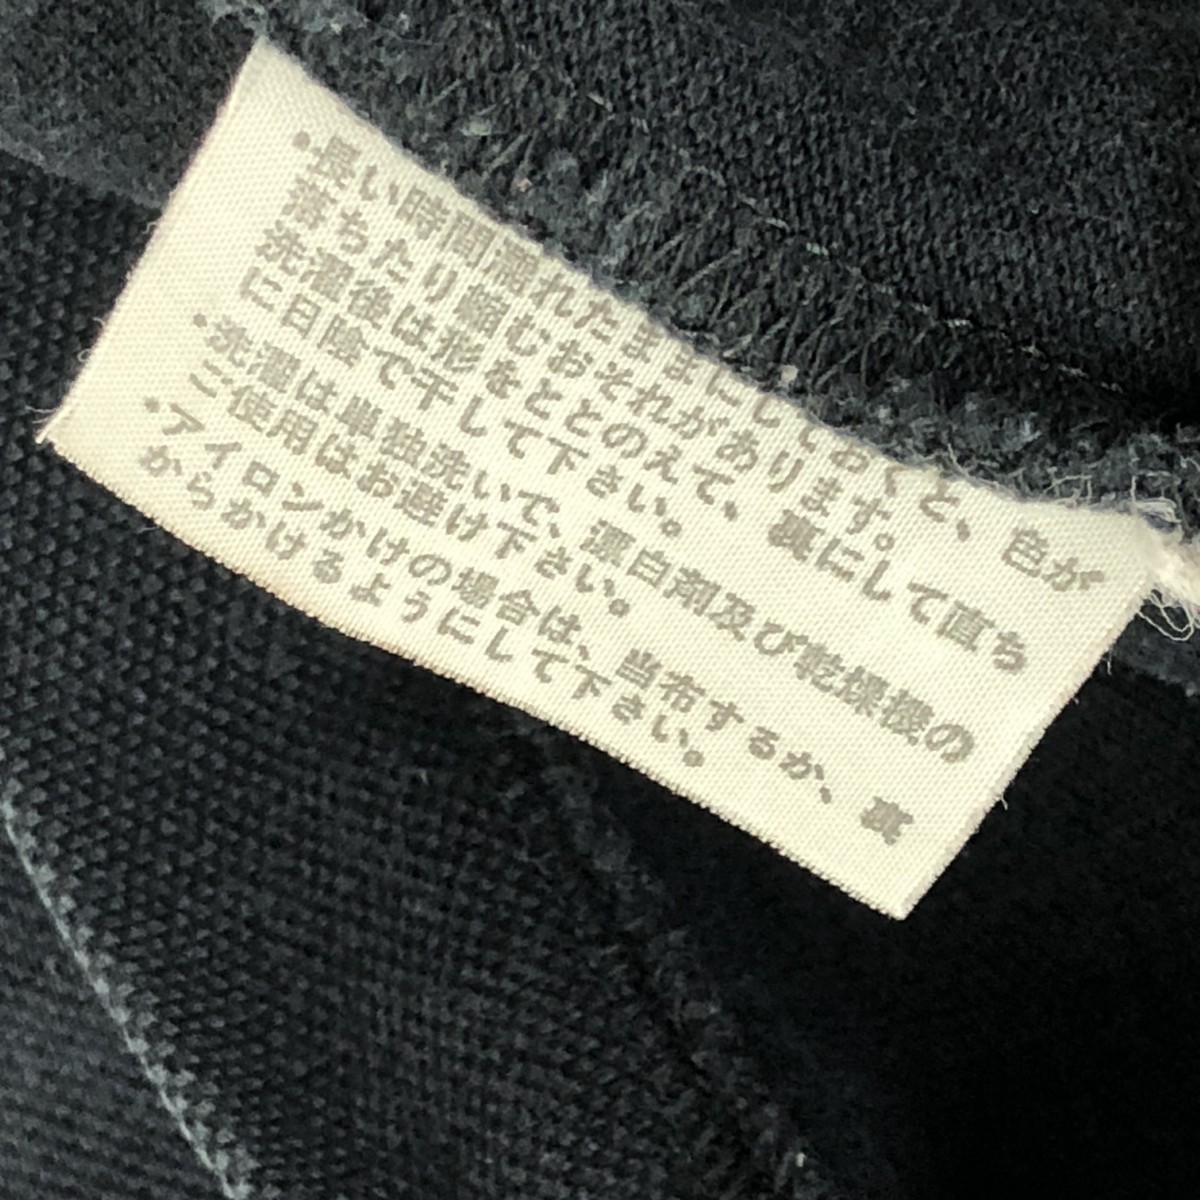 ・長い時間濡れたままにしておくと、色が
落ちたり縮むおそれがあります。
洗濯後は形をととのえて、裏にして直ち
に日陰で干して下さい。
・洗濯は単独洗いで、漂白剤及び乾燥機の
ご使用はお避け下さい。
・アイロンかけの場合は、当布するか、裏
からかけるようにして下さい。